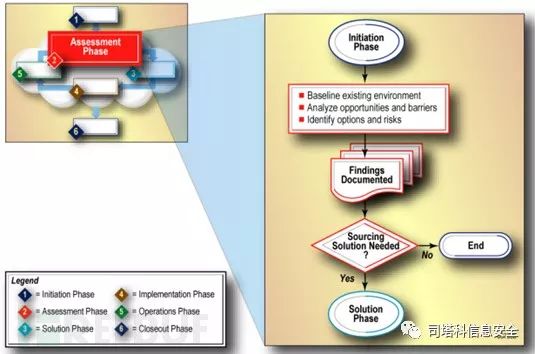 1
Assessment
Phase
2
5
3
4
6
Initiation
Phase
Baseline existing environment
Analyze opportunities and barriers
Identify options and risks
Findings
Documented
Sourcing
Solution Needed
?
No
End
Yes
Solution
Phase
Legend
1 = Initiation Phase
2 = Assessment Phase
3 = Solution Phase
4 = Implementation Phase
5 = Operations Phase
6 = Closeout Phase
司塔科信息安全